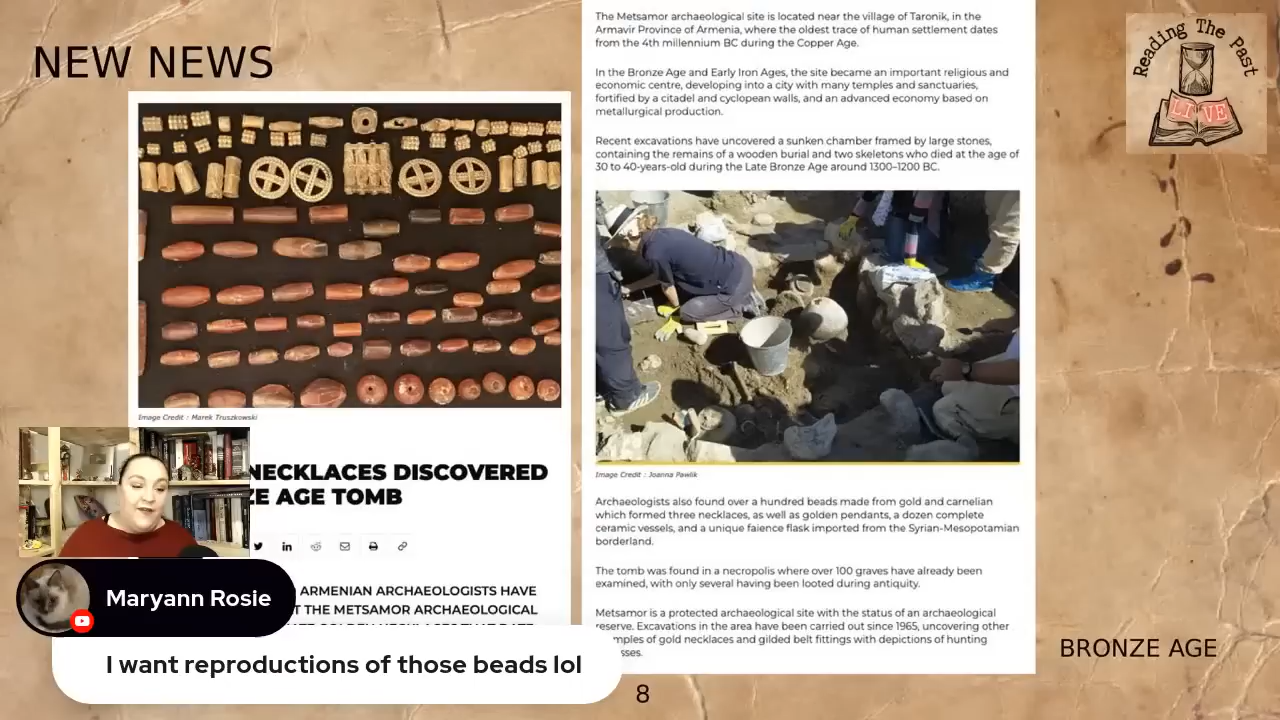 NEW NEWS
Reading The Past
LIVE
Image Credit : Marek Truszkowski
NECKLACES DISCOVERED
ZE AGE TOMB
ARMENIAN ARCHAEOLOGISTS HAVE
T THE METSAMOR ARCHAEOLOGICAL
Maryann Rosie
I want reproductions of those beads lol
The Metsamor archaeological site is located near the village of Taronik, in the
Armavir Province of Armenia, where the oldest trace of human settlement dates
from the 4th millennium BC during the Copper Age.
In the Bronze Age and Early Iron Ages, the site became an important religious and
economic centre, developing into a city with many temples and sanctuaries,
fortified by a citadel and cyclopean walls, and an advanced economy based on
metallurgical production.
Recent excavations have uncovered a sunken chamber framed by large stones,
containing the remains of a wooden burial and two skeletons who died at the age of
30 to 40-years-old during the Late Bronze Age around 1300–1200 BC.
Image Credit : Joanna Pawlik
Archaeologists also found over a hundred beads made from gold and carnelian
which formed three necklaces, as well as golden pendants, a dozen complete
ceramic vessels, and a unique faience flask imported from the Syrian-Mesopotamian
borderland.
The tomb was found in a necropolis where over 100 graves have already been
examined, with only several having been looted during antiquity.
Metsamor is a protected archaeological site with the status of an archaeological
reserve. Excavations in the area have been carried out since 1965, uncovering other
mples of gold necklaces and gilded belt fittings with depictions of hunting
sses.
BRONZE AGE
8